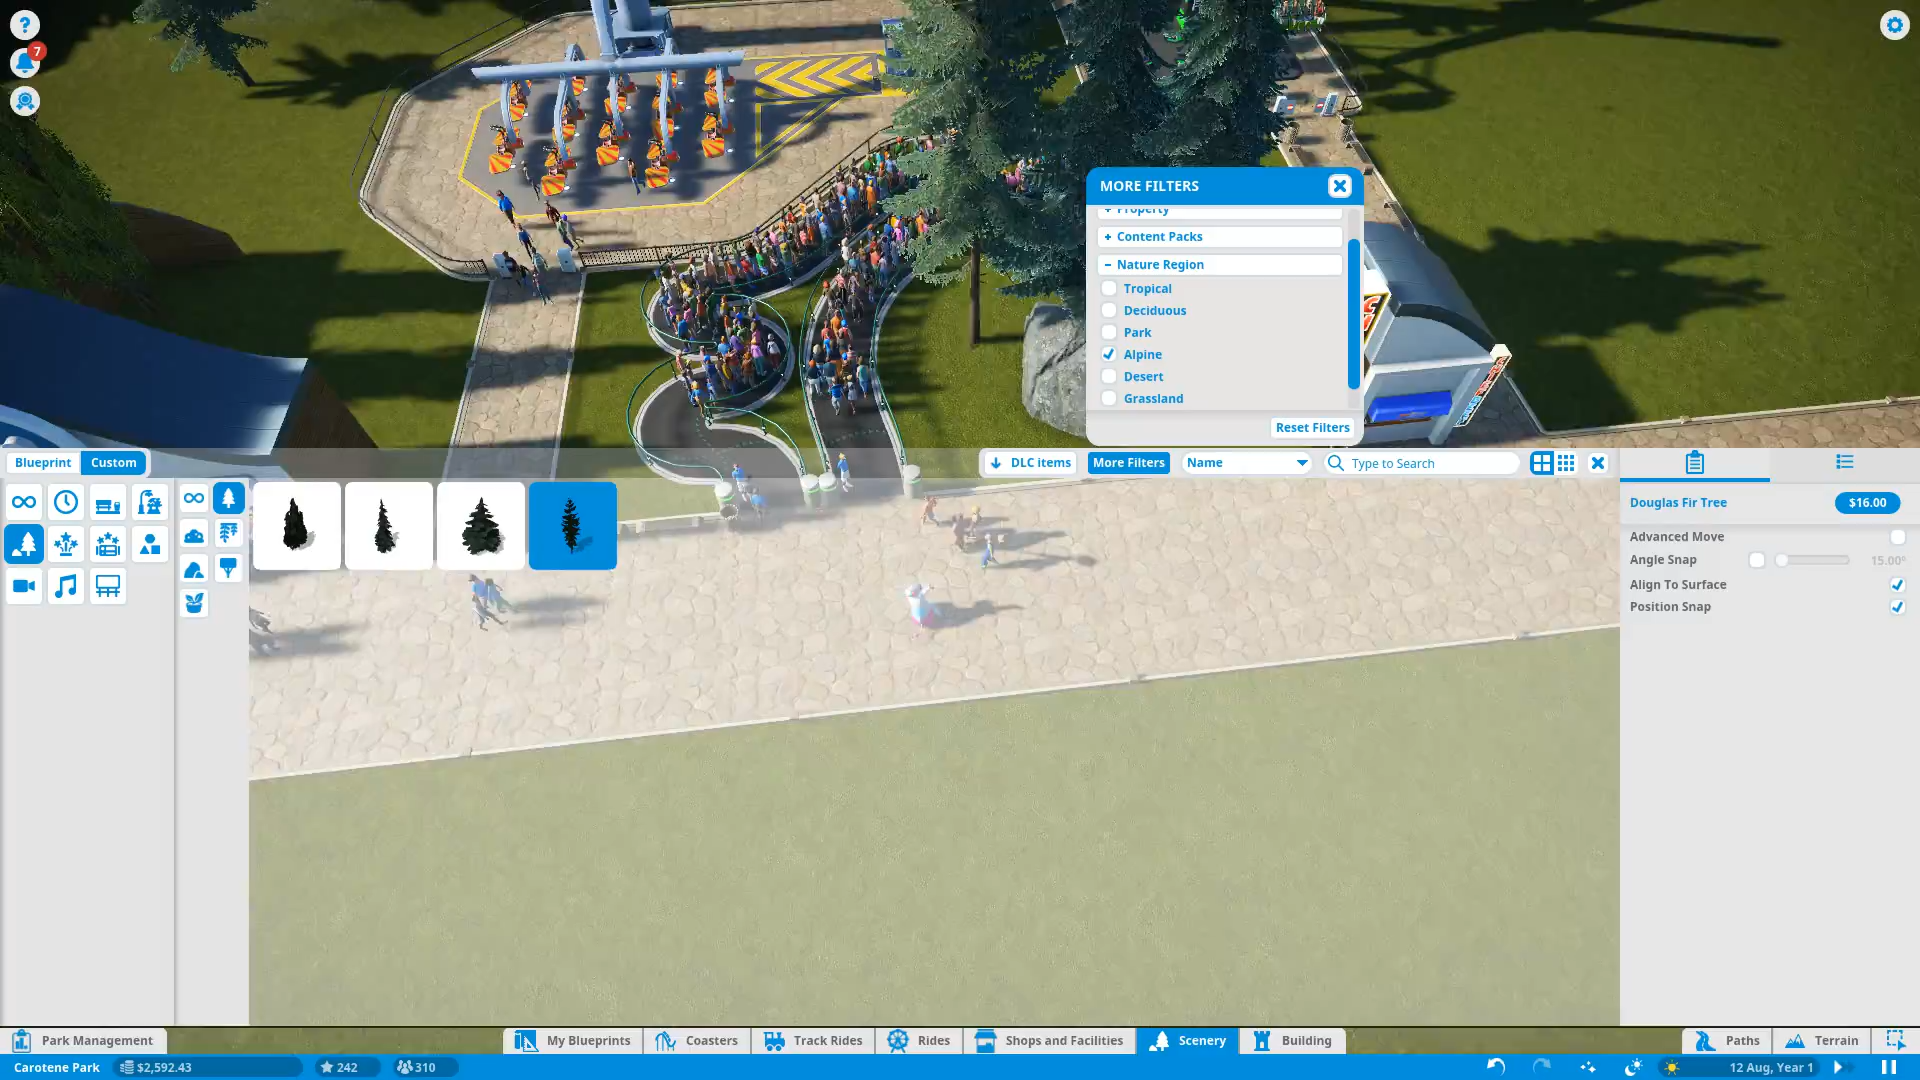 ?
7
MORE FILTERS
+ Property
+ Content Packs
- Nature Region
Tropical
Deciduous
Park
Alpine
Desert
Grassland
Reset Filters
Blueprint Custom
DLC items More Filters Name Type to Search
Douglas Fir Tree $16.00
Advanced Move
Angle Snap 15.00°
Align To Surface
Position Snap
Park Management My Blueprints Coasters Track Rides Rides Shops and Facilities Scenery Building Paths Terrain
Carotene Park $2,592.43 242 310 12 Aug, Year 1